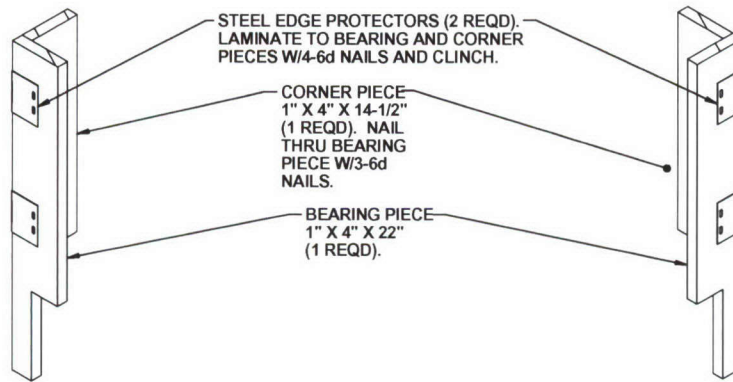 STEEL EDGE PROTECTORS (2 REQD).
LAMINATE TO BEARING AND CORNER
PIECES W/4-6d NAILS AND CLINCH.
CORNER PIECE
1" X 4" X 14-1/2"
(1 REQD). NAIL
THRU BEARING
PIECE W/3-6d
NAILS.
BEARING PIECE
1" X 4" X 22"
(1 REQD).